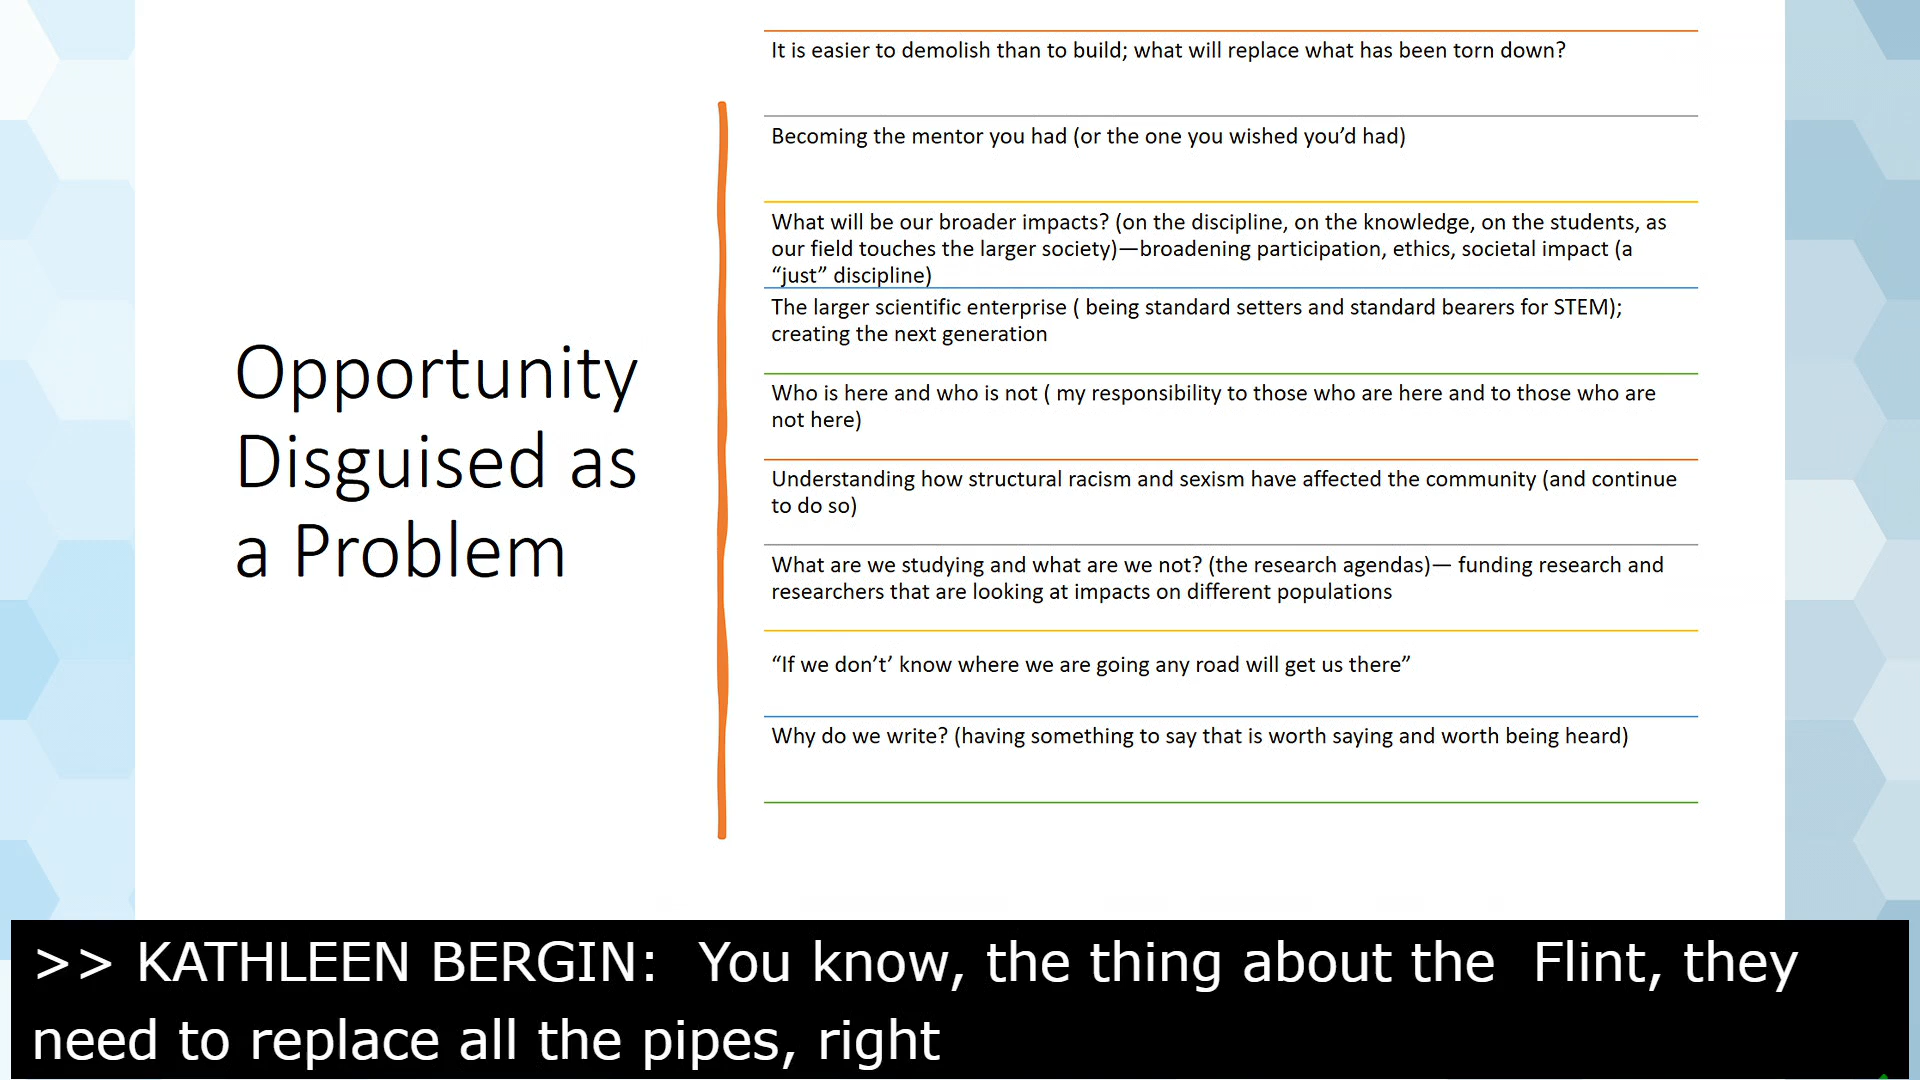 Opportunity
Disguised as
a Problem
It is easier to demolish than to build; what will replace what has been torn down?
Becoming the mentor you had (or the one you wished you’d had)
What will be our broader impacts? (on the discipline, on the knowledge, on the students, as
our field touches the larger society)—broadening participation, ethics, societal impact (a
“just” discipline)
The larger scientific enterprise ( being standard setters and standard bearers for STEM);
creating the next generation
Who is here and who is not ( my responsibility to those who are here and to those who are
not here)
Understanding how structural racism and sexism have affected the community (and continue
to do so)
What are we studying and what are we not? (the research agendas)— funding research and
researchers that are looking at impacts on different populations
“If we don’t’ know where we are going any road will get us there”
Why do we write? (having something to say that is worth saying and worth being heard)
>> KATHLEEN BERGIN:  You know, the thing about the  Flint, they
need to replace all the pipes, right